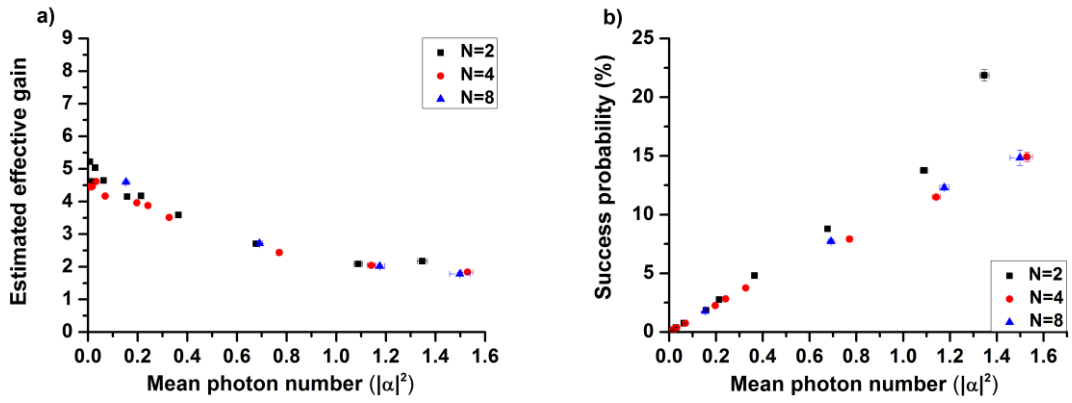 a)
Estimated effective gain
9
8
7
6
5
4
3
2
1
0
0.0 0.2 0.4 0.6 0.8 1.0 1.2 1.4 1.6
Mean photon number (|α|²)
N=2
N=4
N=8
b)
Succcess probability (%)
25
20
15
10
5
0
0.0 0.2 0.4 0.6 0.8 1.0 1.2 1.4 1.6
Mean photon number (|α|²)
N=2
N=4
N=8